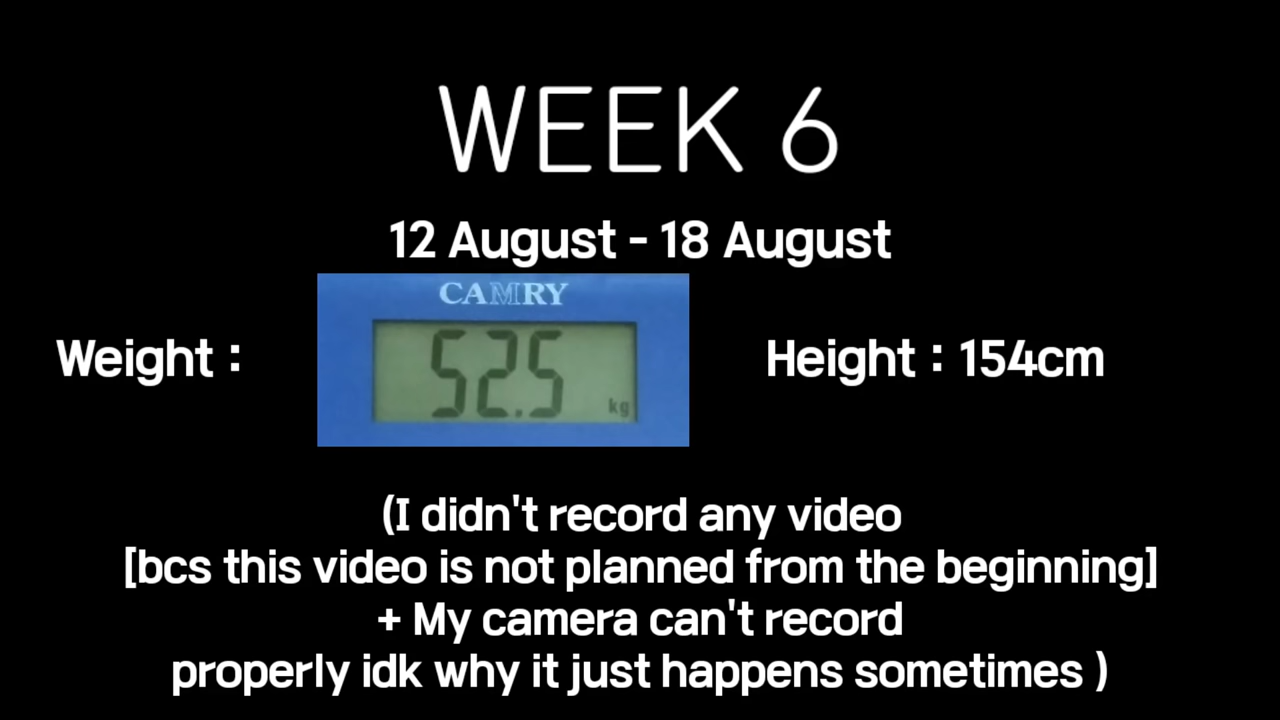 WEEK 6
12 August - 18 August
CAMRY
Weight :
52.5
kg
Height : 154cm
(I didn't record any video
[bcs this video is not planned from the beginning]
+ My camera can't record
properly idk why it just happens sometimes )